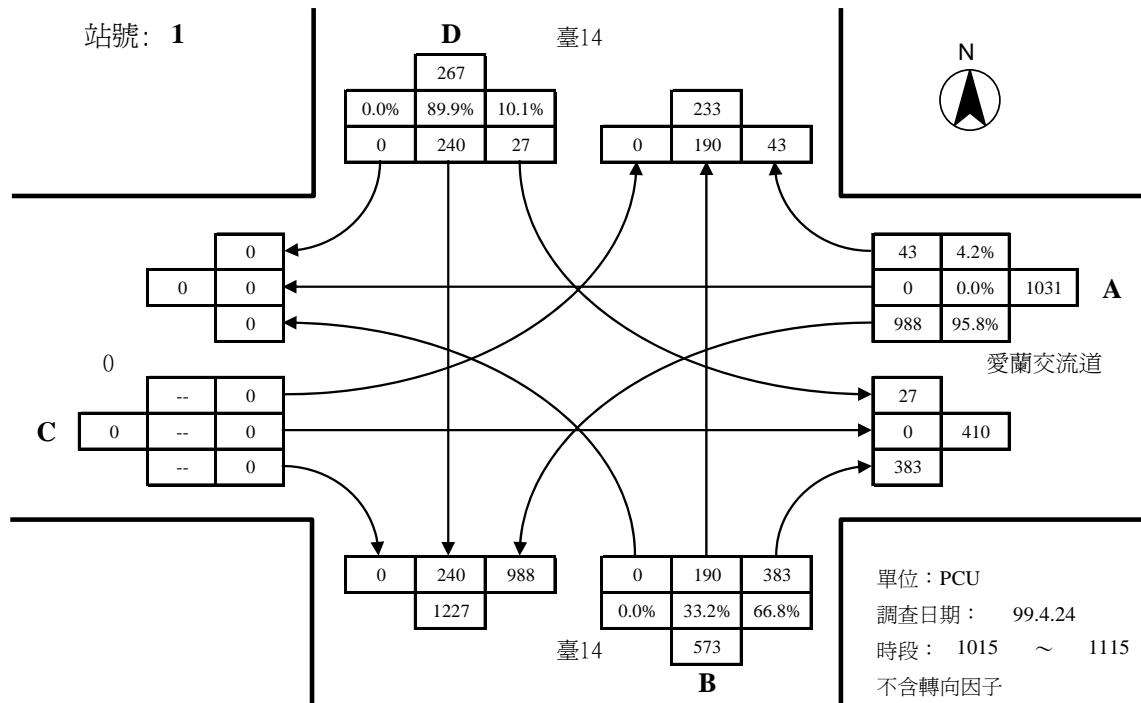 站號: 1
D
臺14
N
267
0.0% 89.9% 10.1%
0 240 27
233
0 190 43
0
0 0
0
43 4.2%
0 0.0% 1031
988 95.8%
A
0
愛蘭交流道
-- 0
0 -- 0
-- 0
C
27
0 410
383
0 240 988
1227
0 190 383
0.0% 33.2% 66.8%
573
臺14
B
單位：PCU
調查日期： 99.4.24
時段： 1015 ～ 1115
不含轉向因子